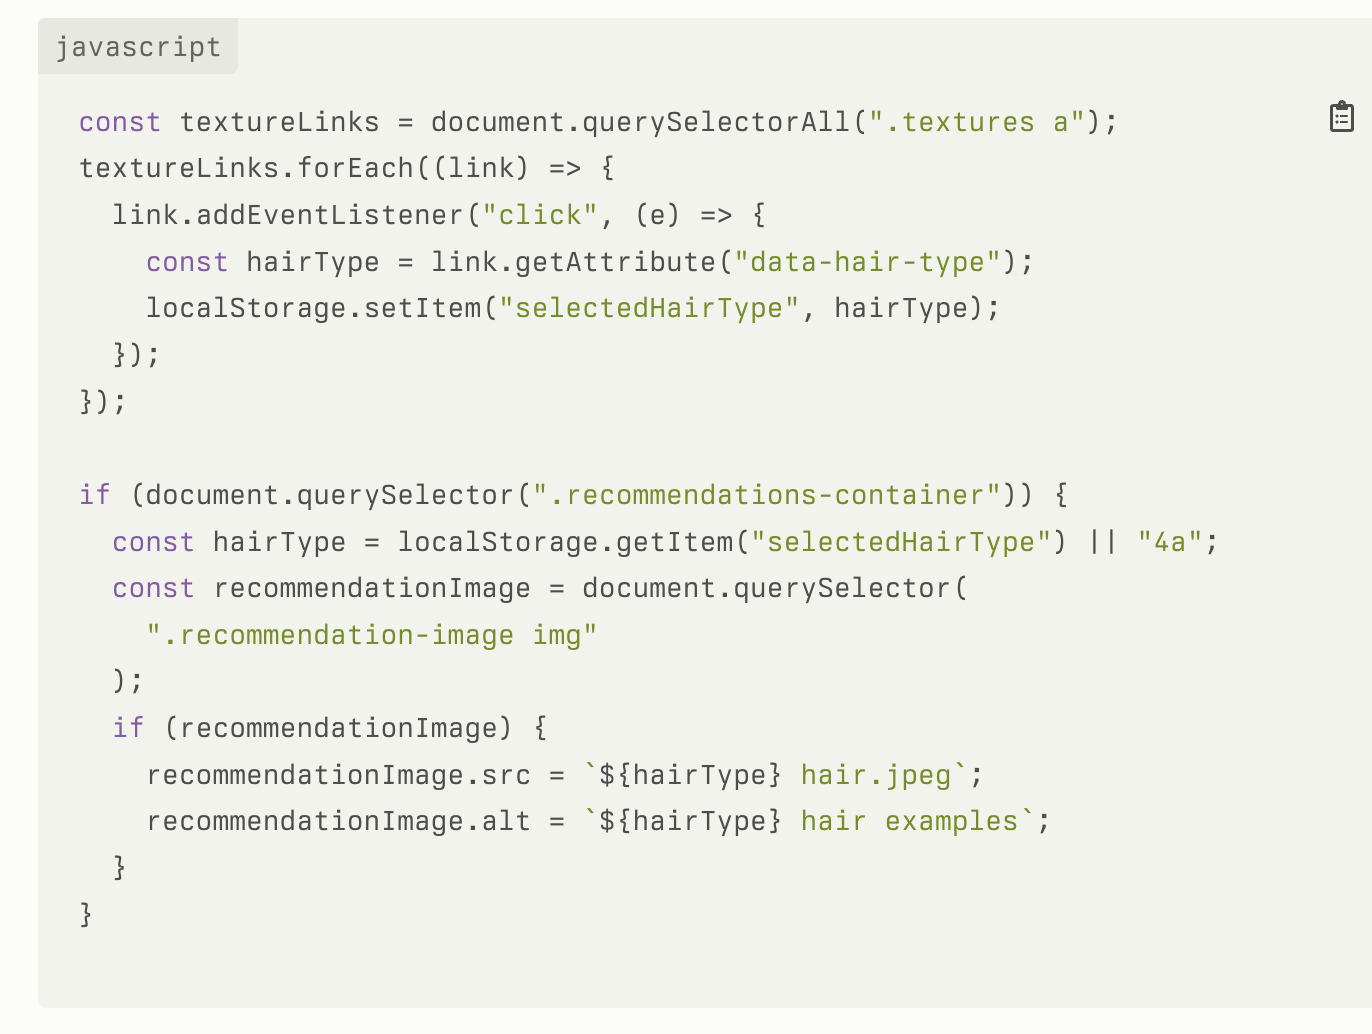 javascript
const textureLinks = document.querySelectorAll(".textures a");
textureLinks.forEach((link) => {
  link.addEventListener("click", (e) => {
    const hairType = link.getAttribute("data-hair-type");
    localStorage.setItem("selectedHairType", hairType);
  });
});

if (document.querySelector(".recommendations-container")) {
  const hairType = localStorage.getItem("selectedHairType") || "4a";
  const recommendationImage = document.querySelector(
    ".recommendation-image img"
  );
  if (recommendationImage) {
    recommendationImage.src = `${hairType} hair.jpeg`;
    recommendationImage.alt = `${hairType} hair examples`;
  }
}